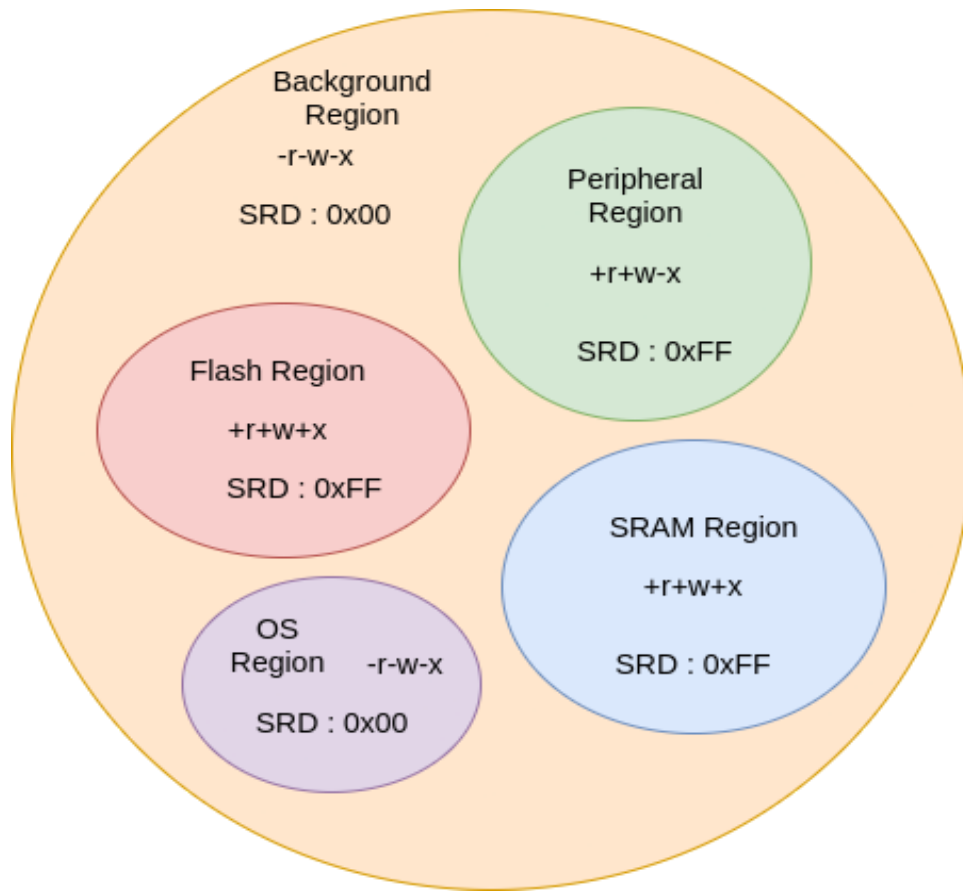 Background
Region
-r-w-x
SRD : 0x00
Peripheral
Region
+r+w-x
SRD : 0xFF
Flash Region
+r+w+x
SRD : 0xFF
SRAM Region
+r+w+x
SRD : 0xFF
OS
Region
-r-w-x
SRD : 0x00